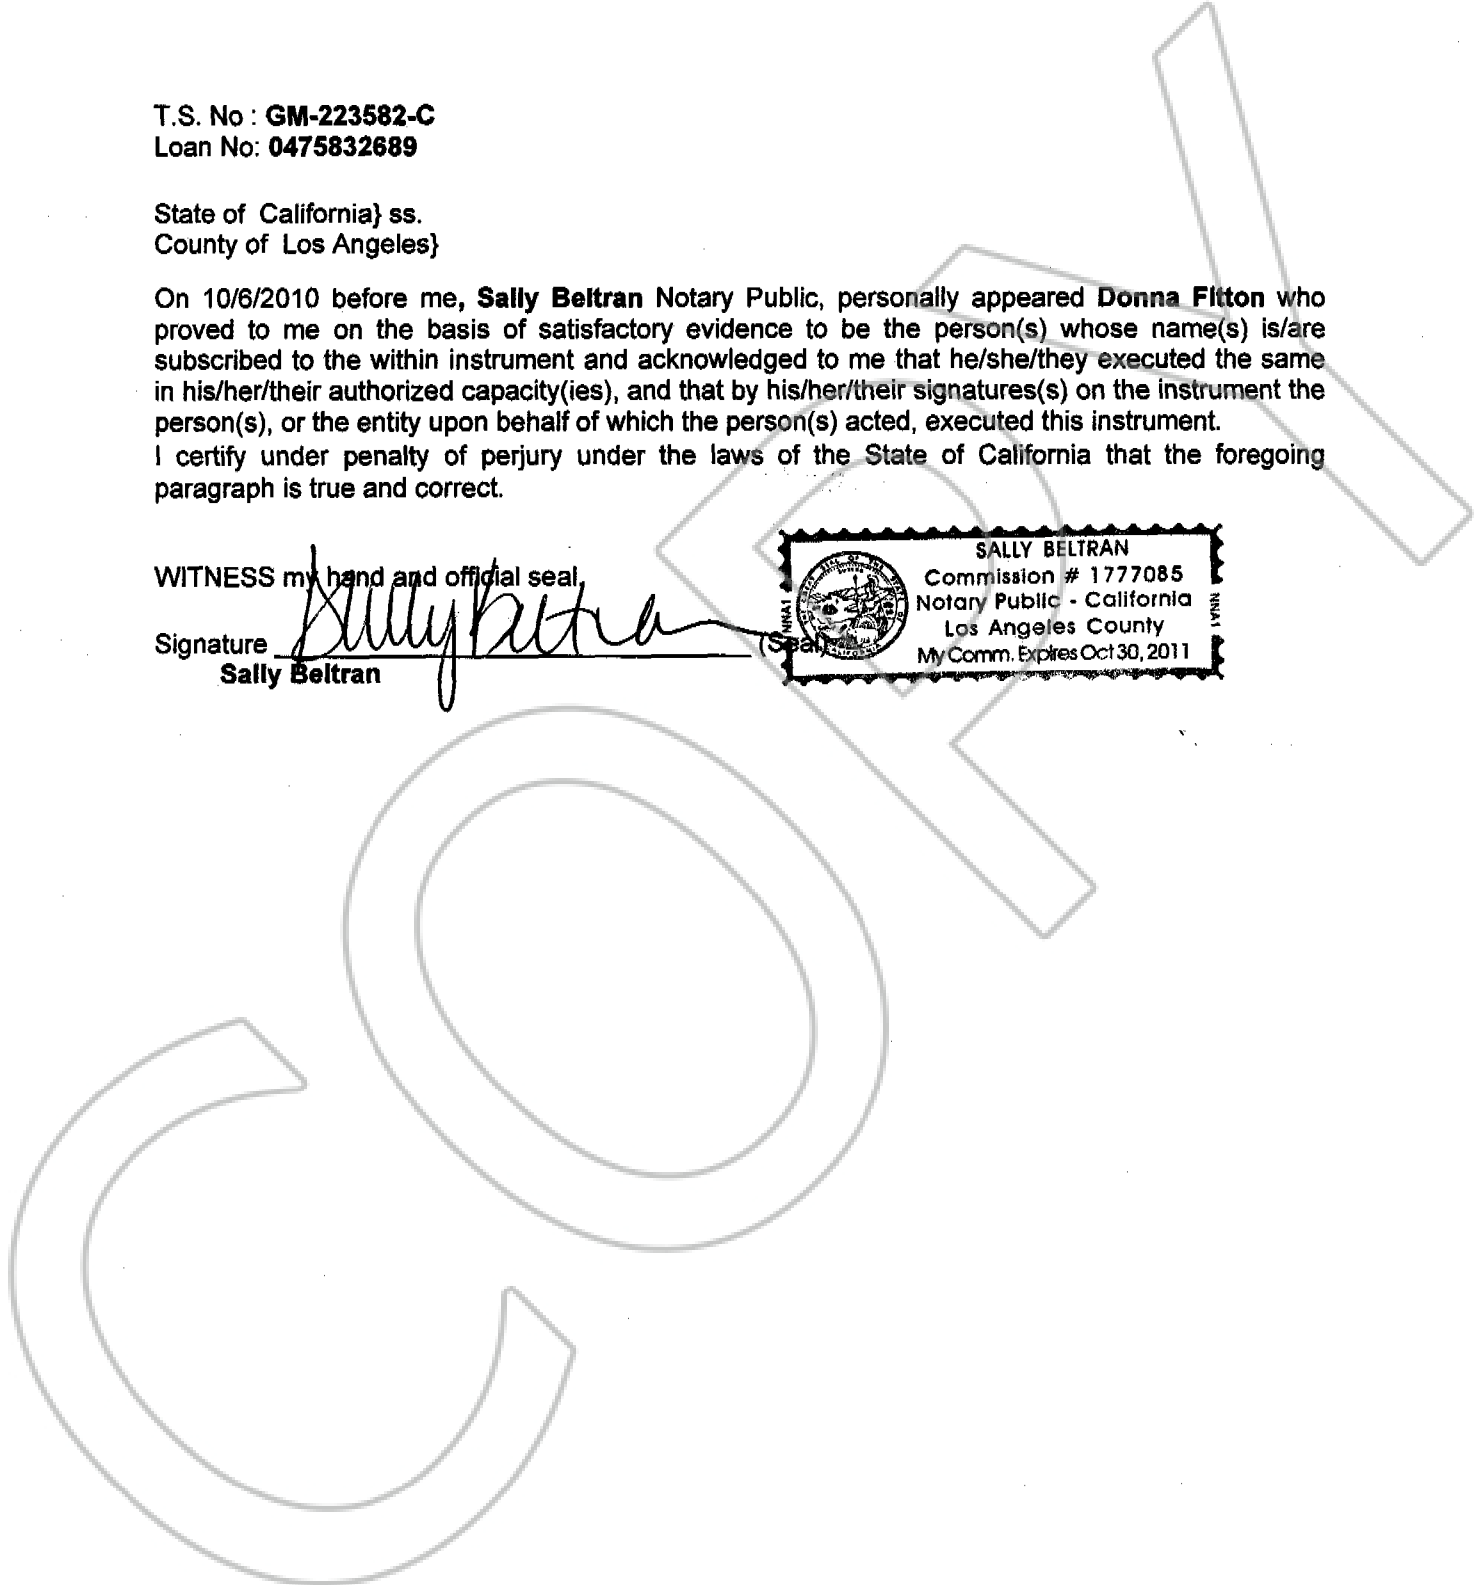 T.S. No : GM-223582-C
Loan No: 0475832689
State of California} ss.
County of Los Angeles}
On 10/6/2010 before me, Sally Beltran Notary Public, personally appeared Donna Fitton who
proved to me on the basis of satisfactory evidence to be the person(s) whose name(s) is/are
subscribed to the within instrument and acknowledged to me that he/she/they executed the same
in his/her/their authorized capacity(ies), and that by his/her/their signatures(s) on the instrument the
person(s), or the entity upon behalf of which the person(s) acted, executed this instrument.
I certify under penalty of perjury under the laws of the State of California that the foregoing
paragraph is true and correct.
WITNESS my hand and official seal,
Signature Sally Beltran (Seal)
Sally Beltran
SALLY BELTRAN
Commission # 1777085
Notary Public - California
Los Angeles County
My Comm. Expires Oct 30, 2011
NNA1
NNA1
COPY